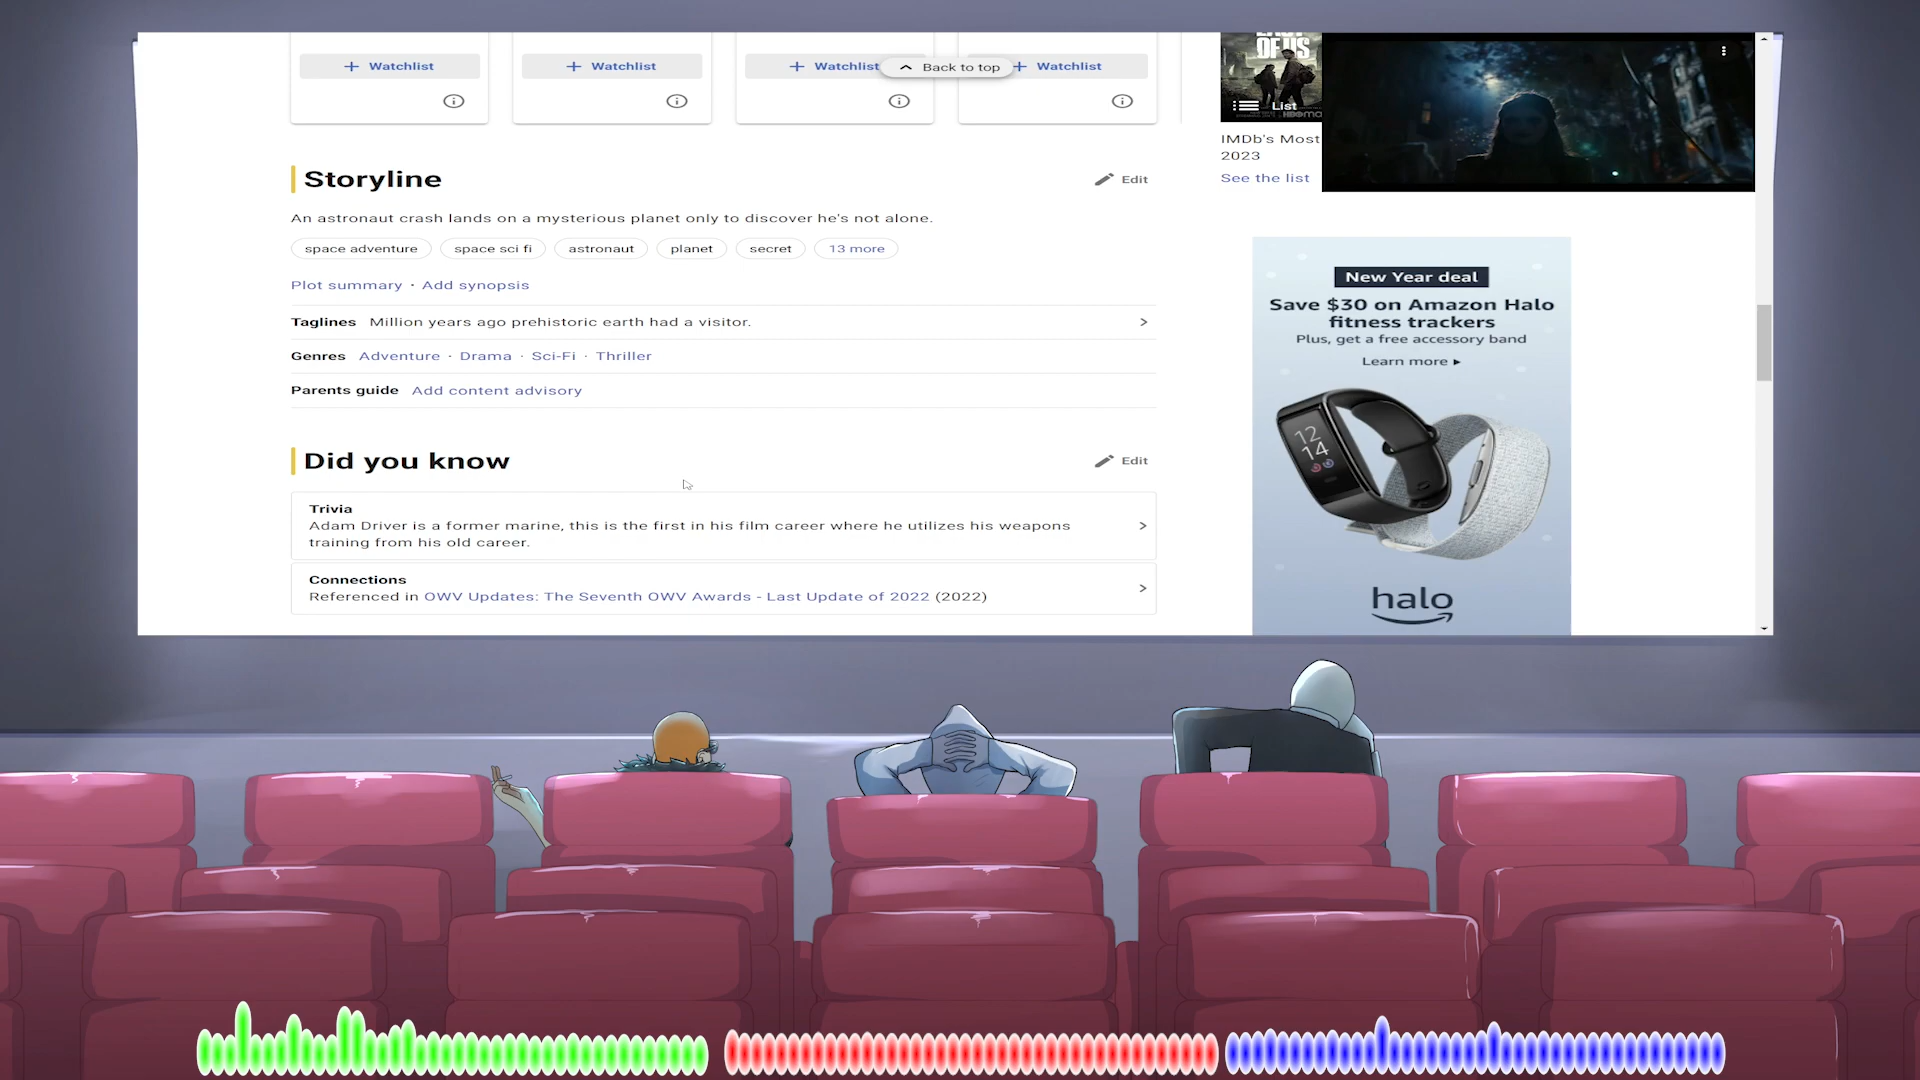 + Watchlist
+ Watchlist
+ Watchlist
Back to top
+ Watchlist
OF US
List
IMDb's Most
2023
See the list
Storyline
Edit
An astronaut crash lands on a mysterious planet only to discover he's not alone.
space adventure
space sci fi
astronaut
planet
secret
13 more
Plot summary · Add synopsis
Taglines Million years ago prehistoric earth had a visitor.
Genres Adventure · Drama · Sci-Fi · Thriller
Parents guide Add content advisory
Did you know
Edit
Trivia
Adam Driver is a former marine, this is the first in his film career where he utilizes his weapons
training from his old career.
Connections
Referenced in OWV Updates: The Seventh OWV Awards - Last Update of 2022 (2022)
New Year deal
Save $30 on Amazon Halo
fitness trackers
Plus, get a free accessory band
Learn more ▸
12
14
halo